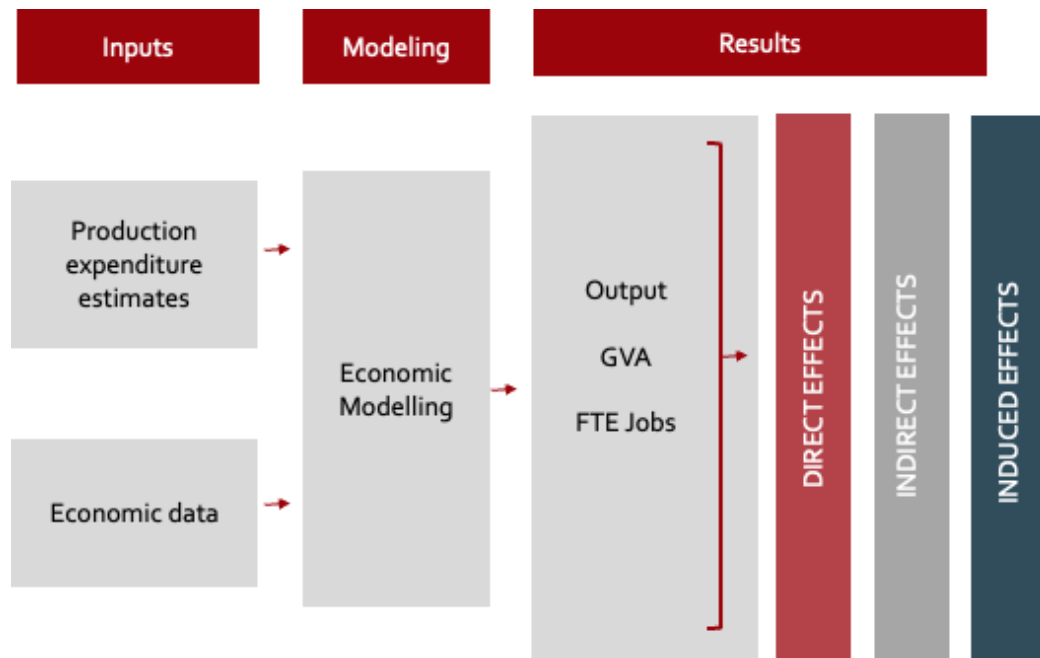 Inputs
Modeling
Results
Production
expenditure
estimates
Economic data
Economic
Modelling
Output
GVA
FTE Jobs
DIRECT EFFECTS
INDIRECT EFFECTS
INDUCED EFFECTS